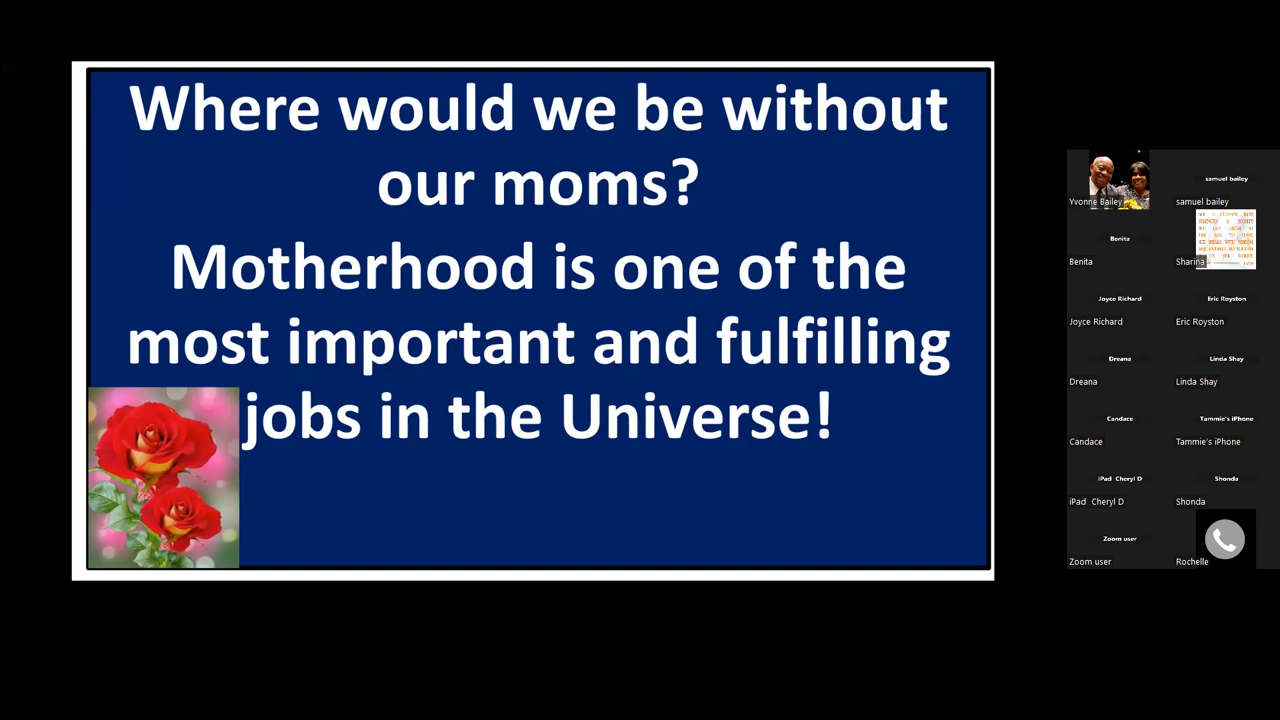 Where would we be without
our moms?
Motherhood is one of the
most important and fulfilling
jobs in the Universe!
Yvonne Bailey
samuel bailey
samuel bailey
Benita
Benita
Sharina
Joyce Richard
Joyce Richard
Eric Royston
Eric Royston
Dreana
Dreana
Linda Shay
Linda Shay
Candace
Candace
Tammie's iPhone
Tammie's iPhone
iPad Cheryl D
iPad Cheryl D
Shonda
Shonda
Zoom user
Zoom user
Rochelle